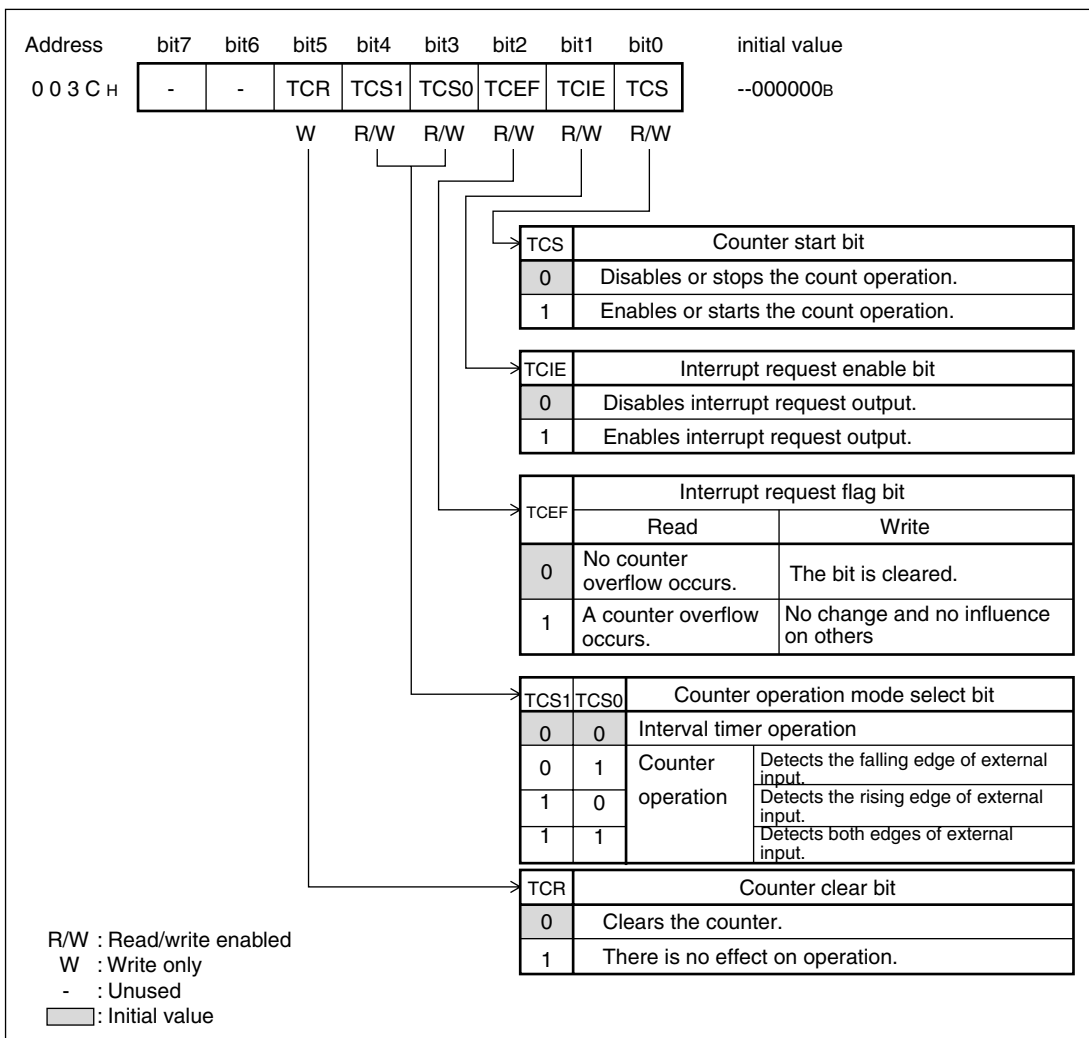 Address bit7 bit6 bit5 bit4 bit3 bit2 bit1 bit0 initial value
003CH - - TCR TCS1 TCS0 TCEF TCIE TCS --000000B
W R/W R/W R/W R/W R/W
TCS Counter start bit
0 Disables or stops the count operation.
1 Enables or starts the count operation.
TCIE Interrupt request enable bit
0 Disables interrupt request output.
1 Enables interrupt request output.
TCEF Interrupt request flag bit
Read Write
0 No counter
overflow occurs. The bit is cleared.
1 A counter overflow
occurs. No change and no influence
on others
TCS1 TCS0 Counter operation mode select bit
0 0 Interval timer operation
0 1 Counter
operation Detects the falling edge of external
input.
1 0 Detects the rising edge of external
input.
1 1 Detects both edges of external
input.
TCR Counter clear bit
0 Clears the counter.
1 There is no effect on operation.
R/W : Read/write enabled
W : Write only
- : Unused
: Initial value